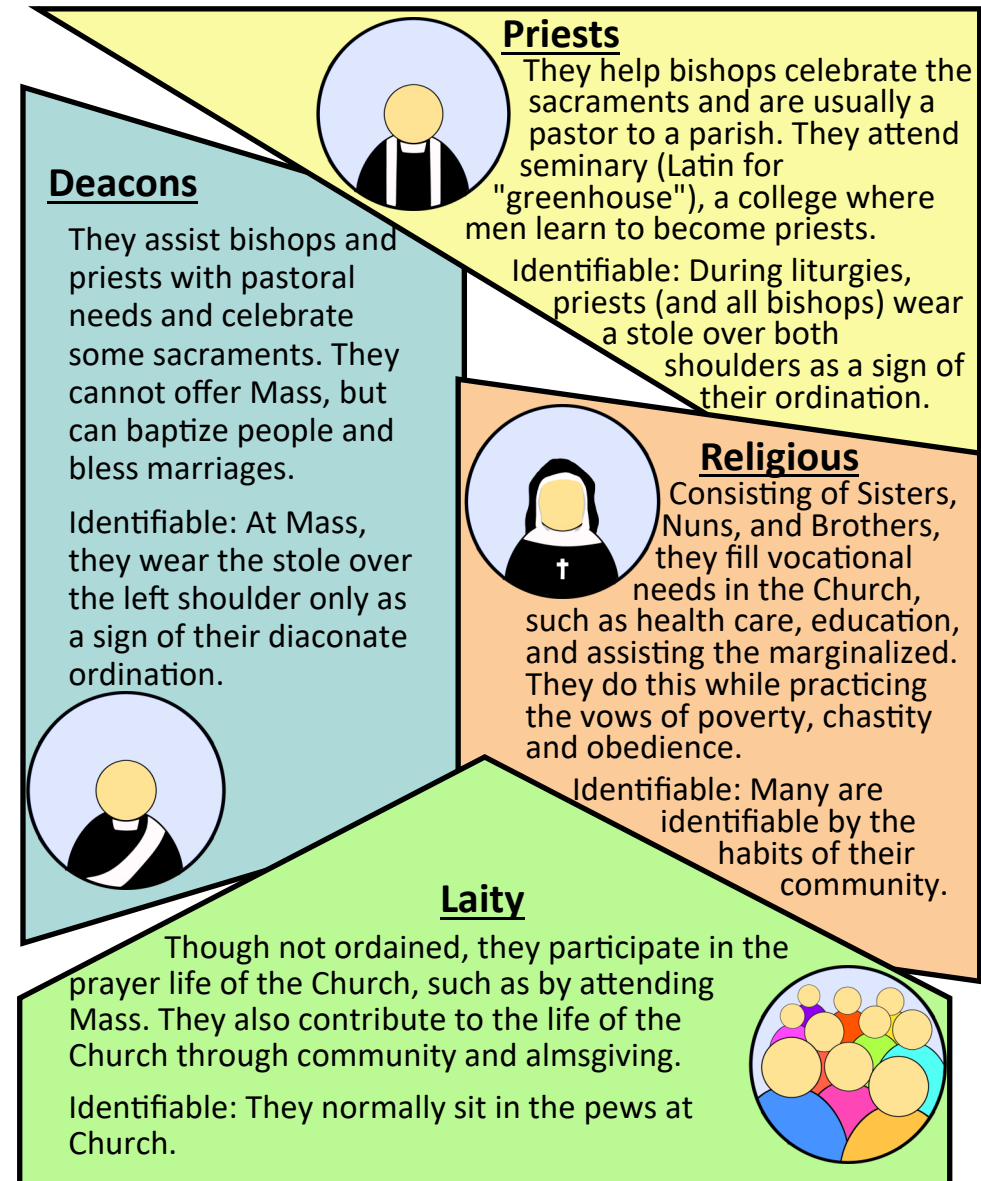 Priests
They help bishops celebrate the
sacraments and are usually a
pastor to a parish. They attend
seminary (Latin for
"greenhouse"), a college where
men learn to become priests.
Identifiable: During liturgies,
priests (and all bishops) wear
a stole over both
shoulders as a sign of
their ordination.
Deacons
They assist bishops and
priests with pastoral
needs and celebrate
some sacraments. They
cannot offer Mass, but
can baptize people and
bless marriages.
Identifiable: At Mass,
they wear the stole over
the left shoulder only as
a sign of their diaconate
ordination.
Religious
Consisting of Sisters,
Nuns, and Brothers,
they fill vocational
needs in the Church,
such as health care, education,
and assisting the marginalized.
They do this while practicing
the vows of poverty, chastity
and obedience.
Identifiable: Many are
identifiable by the
habits of their
community.
Laity
Though not ordained, they participate in the
prayer life of the Church, such as by attending
Mass. They also contribute to the life of the
Church through community and almsgiving.
Identifiable: They normally sit in the pews at
Church.